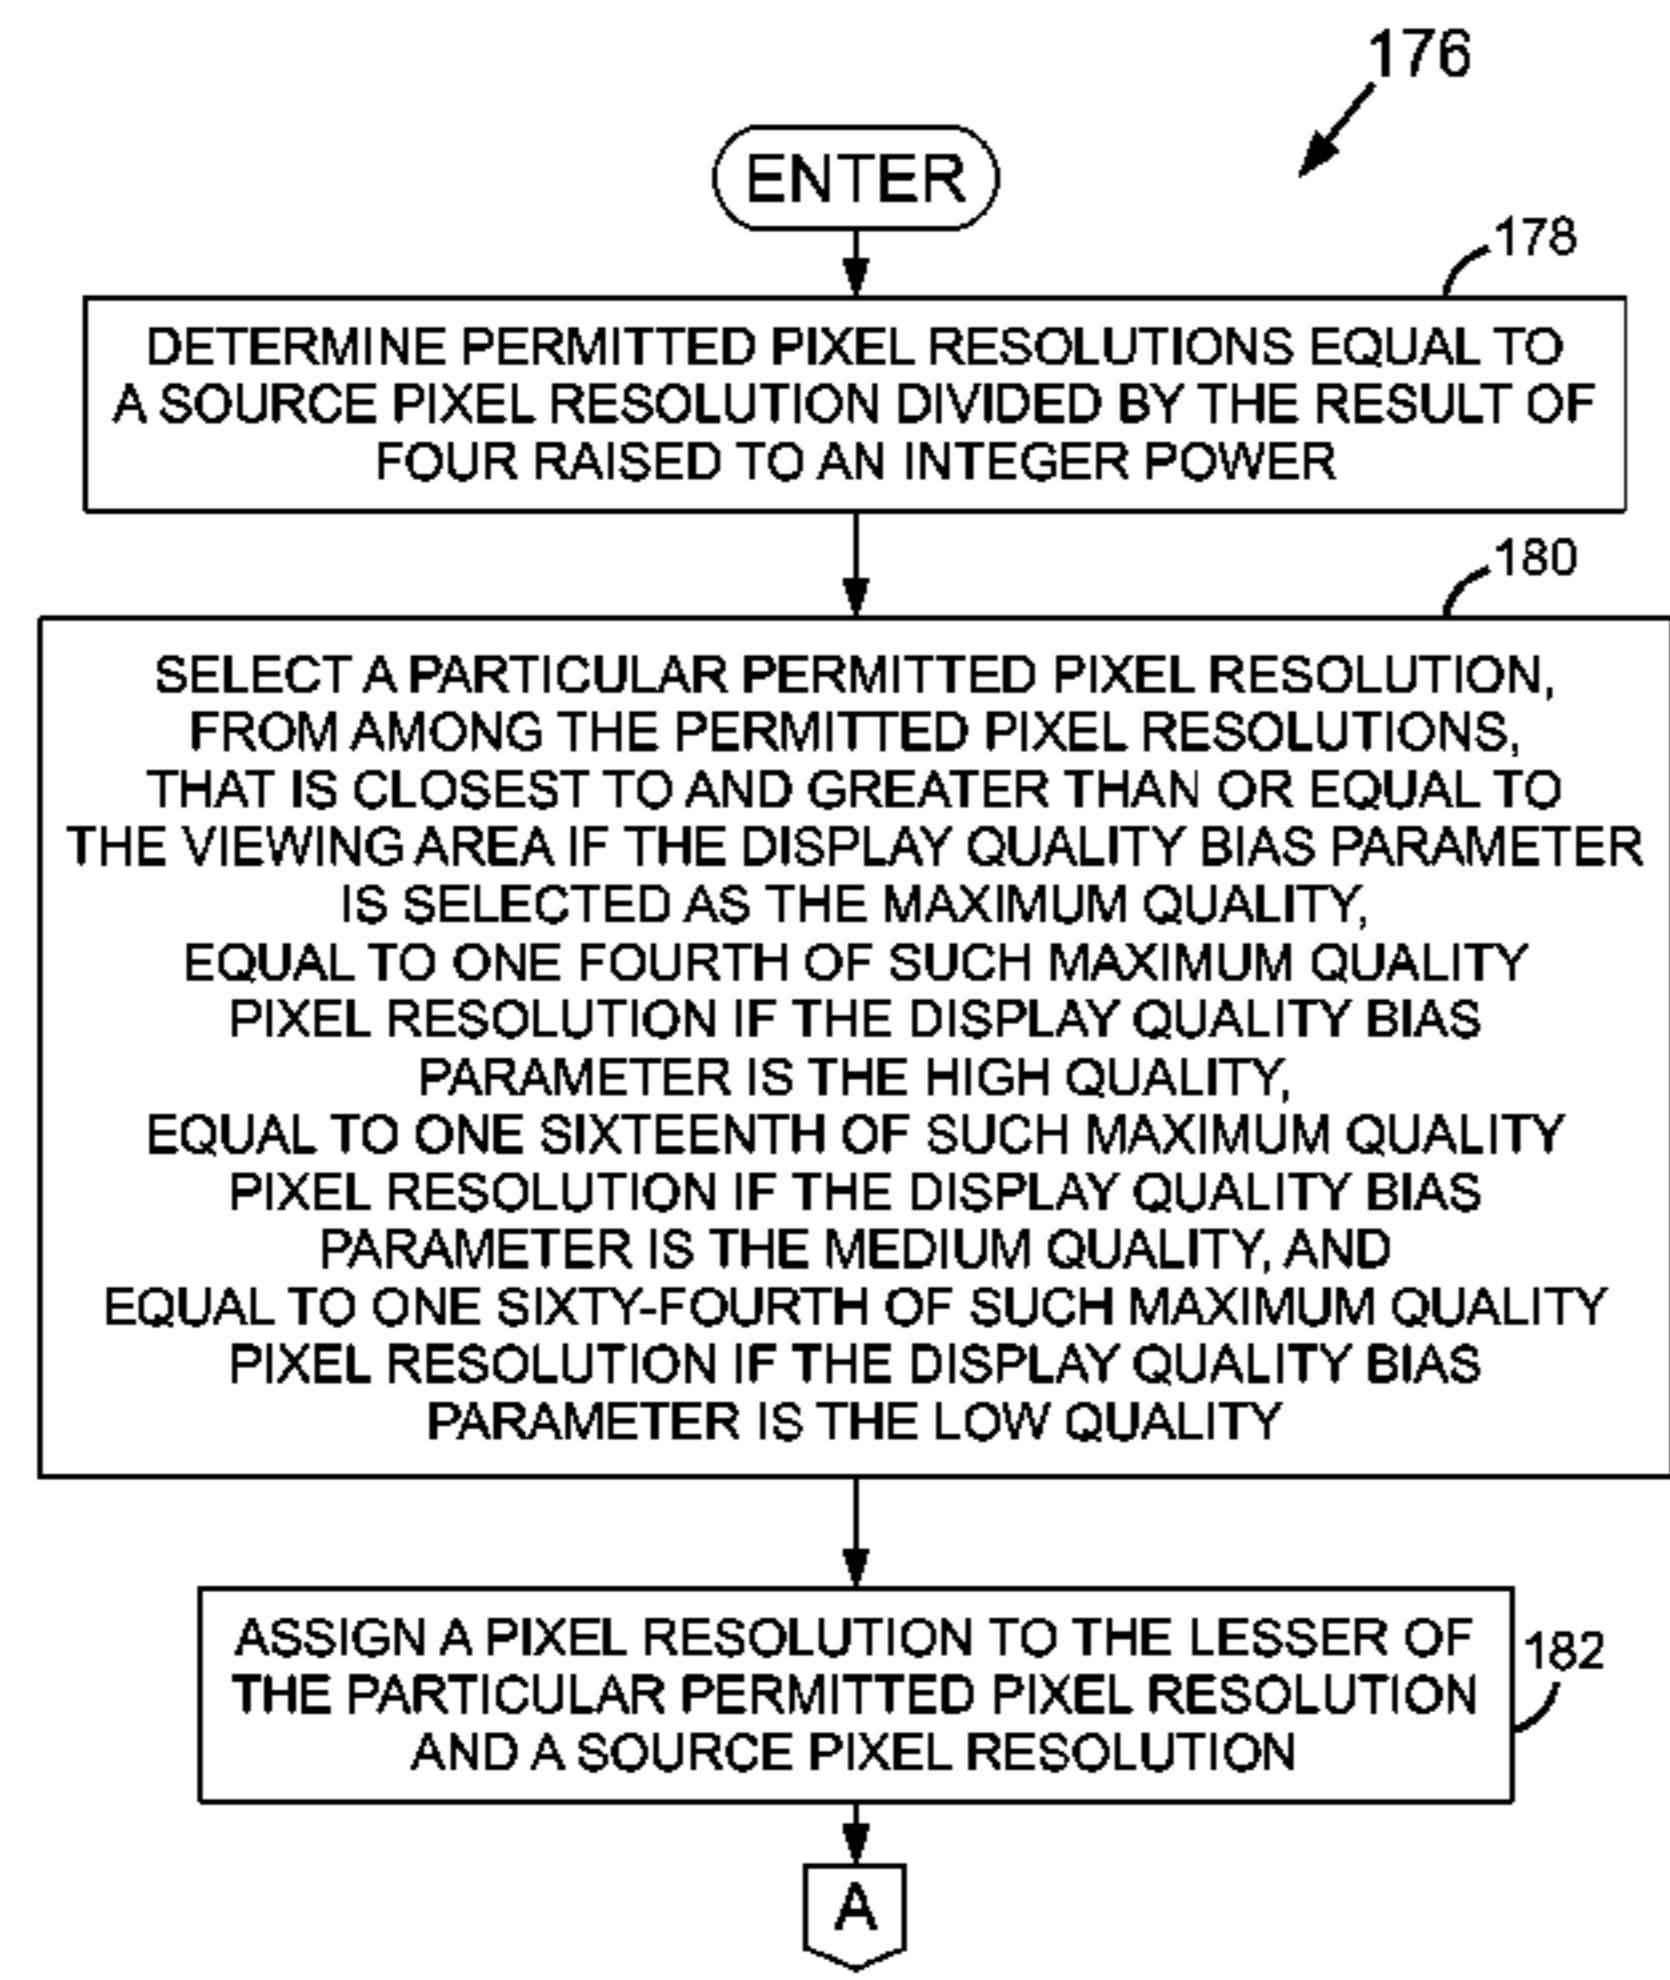 176
ENTER
178
DETERMINE PERMITTED PIXEL RESOLUTIONS EQUAL TO
A SOURCE PIXEL RESOLUTION DIVIDED BY THE RESULT OF
FOUR RAISED TO AN INTEGER POWER
180
SELECT A PARTICULAR PERMITTED PIXEL RESOLUTION,
FROM AMONG THE PERMITTED PIXEL RESOLUTIONS,
THAT IS CLOSEST TO AND GREATER THAN OR EQUAL TO
THE VIEWING AREA IF THE DISPLAY QUALITY BIAS PARAMETER
IS SELECTED AS THE MAXIMUM QUALITY,
EQUAL TO ONE FOURTH OF SUCH MAXIMUM QUALITY
PIXEL RESOLUTION IF THE DISPLAY QUALITY BIAS
PARAMETER IS THE HIGH QUALITY,
EQUAL TO ONE SIXTEENTH OF SUCH MAXIMUM QUALITY
PIXEL RESOLUTION IF THE DISPLAY QUALITY BIAS
PARAMETER IS THE MEDIUM QUALITY, AND
EQUAL TO ONE SIXTY-FOURTH OF SUCH MAXIMUM QUALITY
PIXEL RESOLUTION IF THE DISPLAY QUALITY BIAS
PARAMETER IS THE LOW QUALITY
ASSIGN A PIXEL RESOLUTION TO THE LESSER OF
THE PARTICULAR PERMITTED PIXEL RESOLUTION
AND A SOURCE PIXEL RESOLUTION
182
A